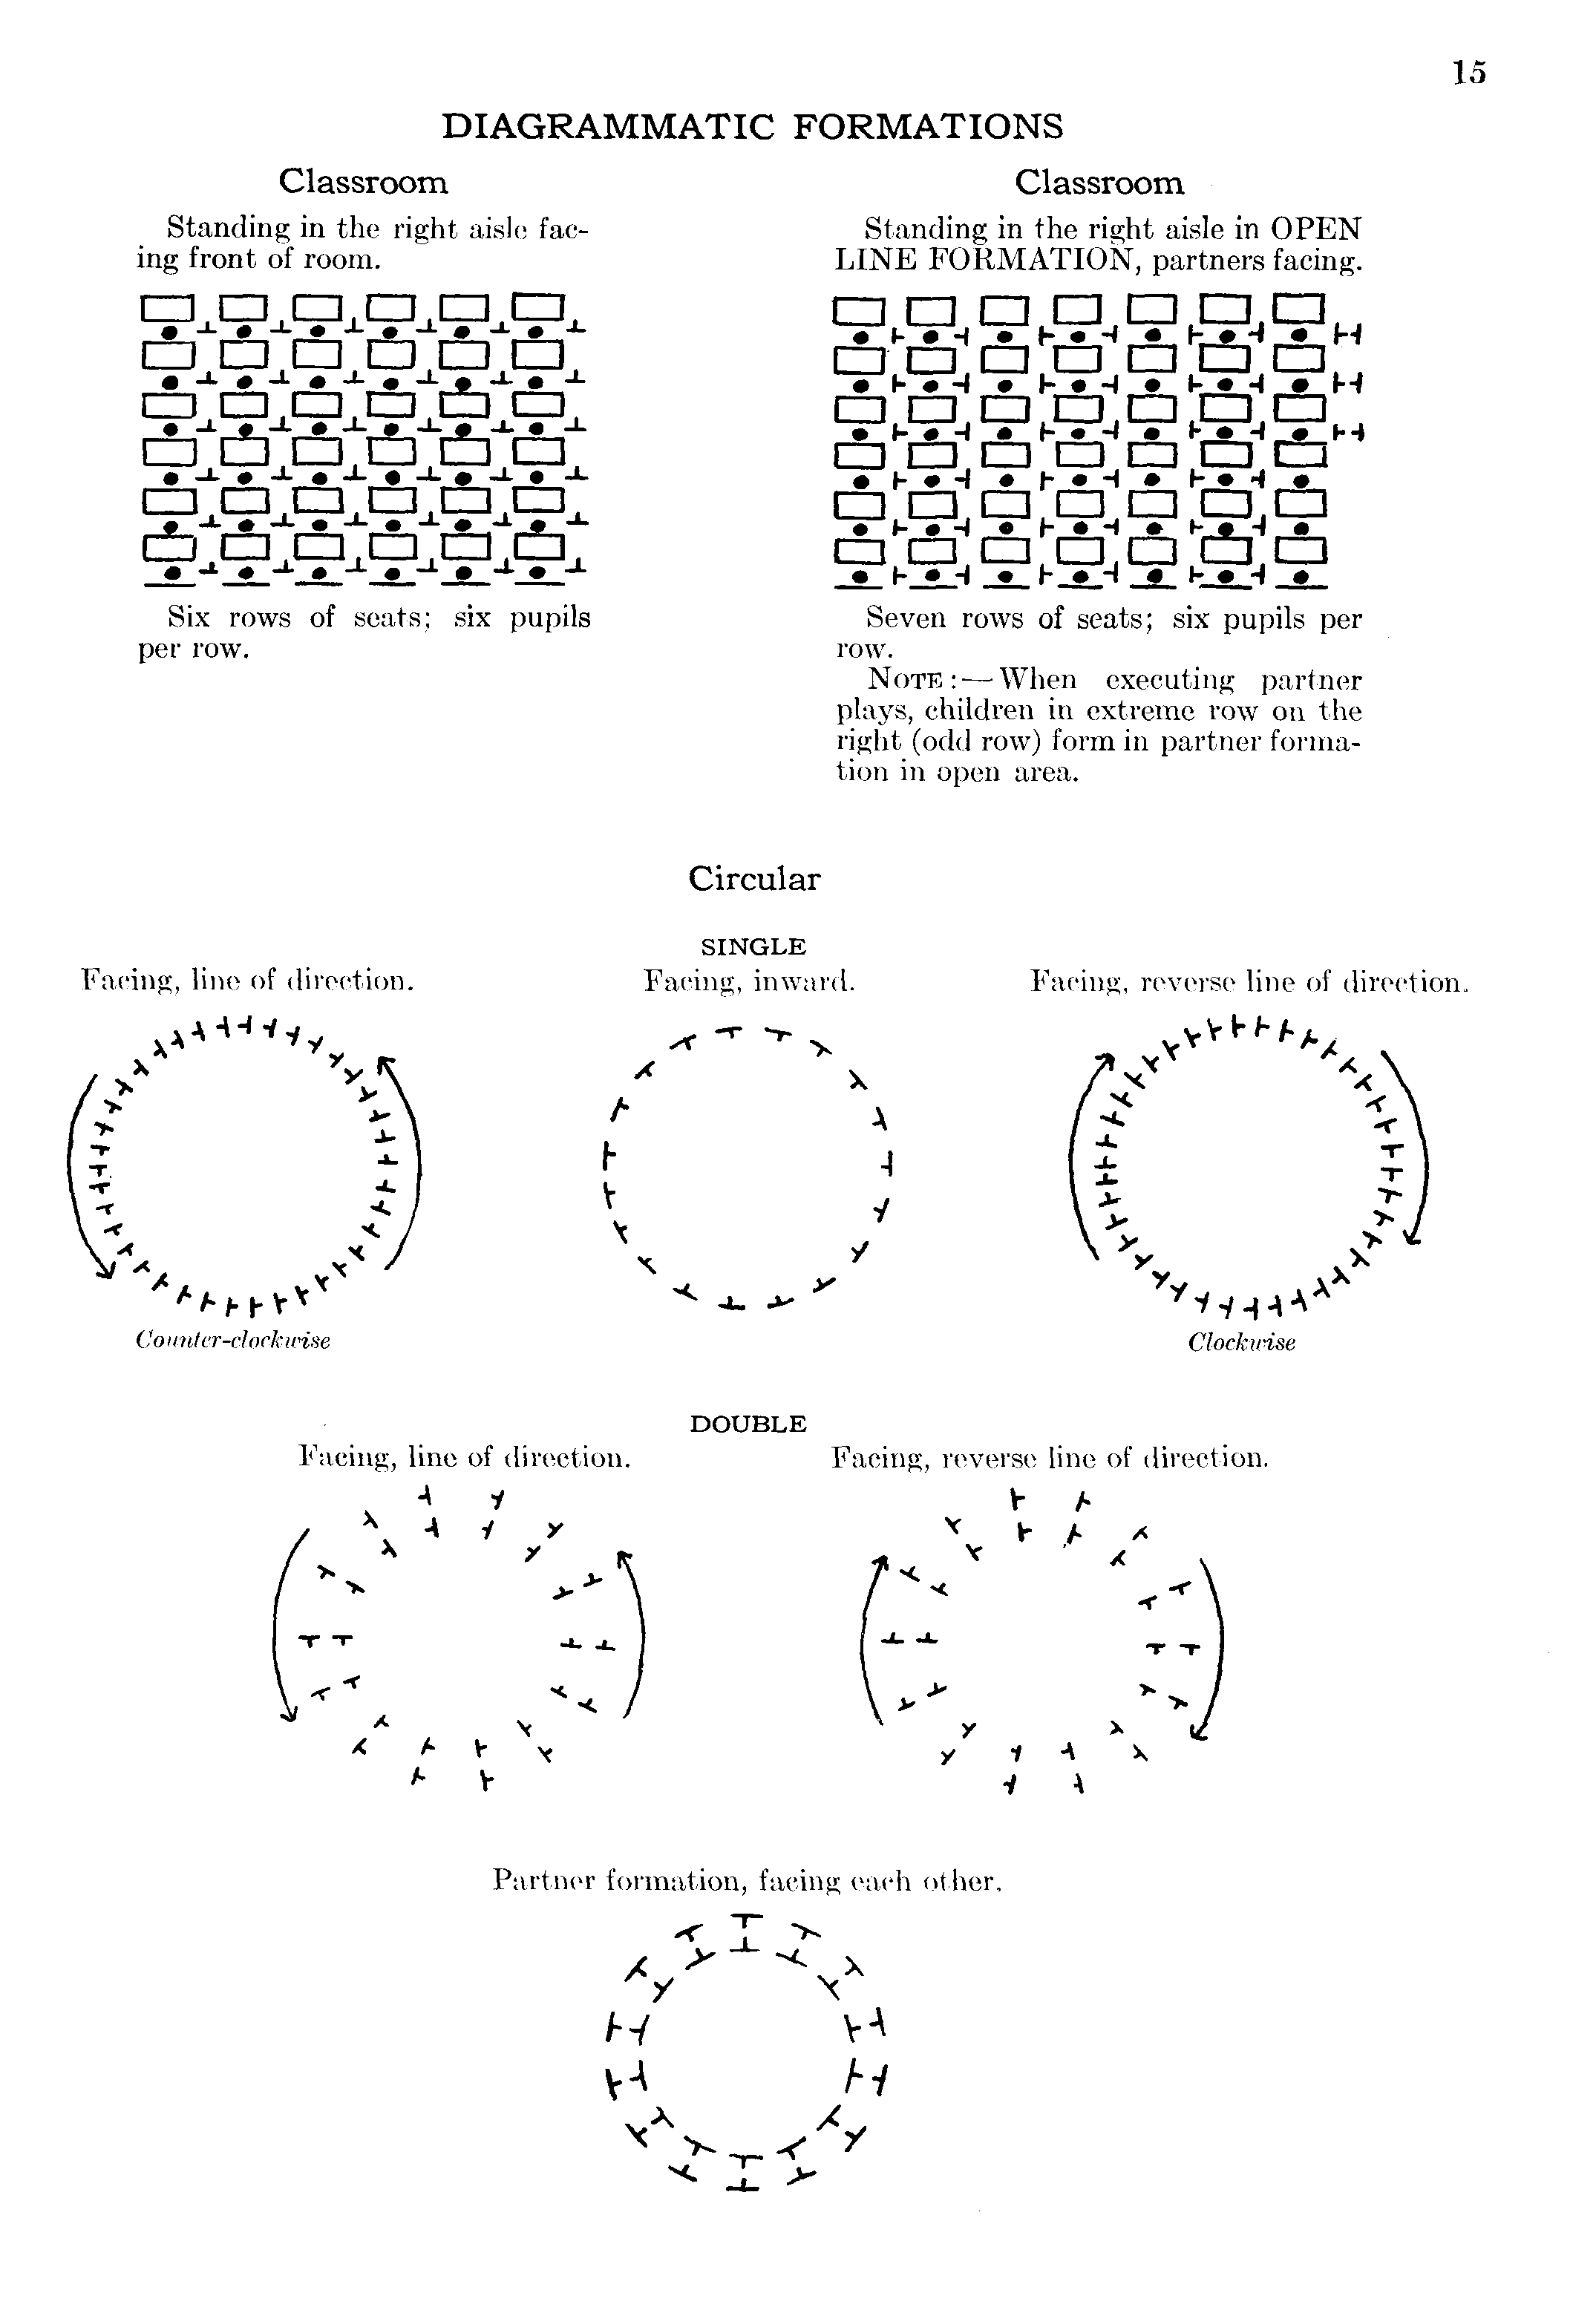 15
DIAGRAMMATIC FORMATIONS
Classroom
Standing in the right aisle fac-
ing front of room.
Six rows of seats; six pupils
per row.
Classroom
Standing in the right aisle in OPEN
LINE FORMATION, partners facing.
Seven rows of seats; six pupils per
row.
NOTE:—When executing partner
plays, children in extreme row on the
right (odd row) form in partner forma-
tion in open area.
Circular
SINGLE
Facing, line of direction.
Facing, inward.
Facing, reverse line of direction.
Counter-clockwise
Clockwise
DOUBLE
Facing, line of direction.
Facing, reverse line of direction.
Partner formation, facing each other.